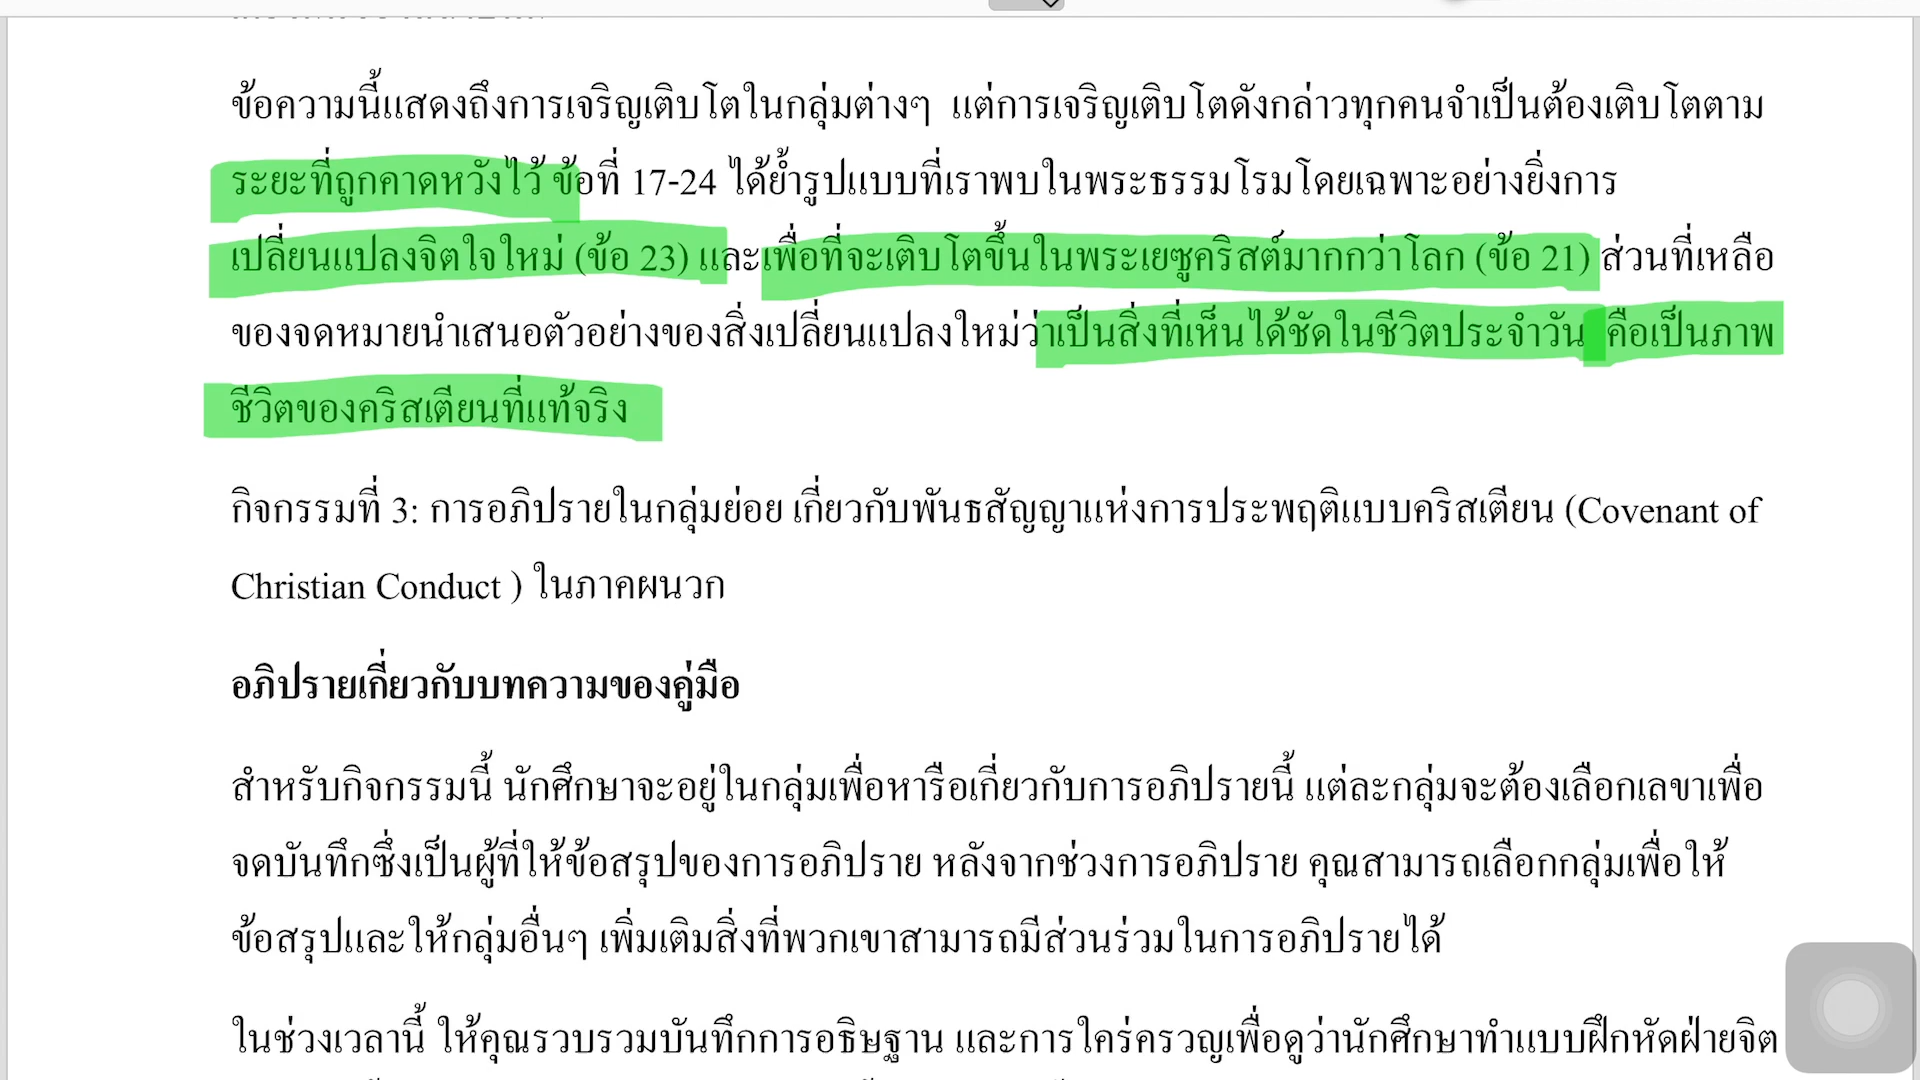 ข้อความนี้แสดงถึงการเจริญเติบโตในกลุ่มต่างๆ แต่การเจริญเติบโตดังกล่าวทุกคนจำเป็นต้องเติบโตตาม
ระยะที่ถูกคาดหวังไว้ ข้อที่ 17-24 ได้ย้ำรูปแบบที่เราพบในพระธรรมโรมโดยเฉพาะอย่างยิ่งการ
เปลี่ยนแปลงจิตใจใหม่ (ข้อ 23) และเพื่อที่จะเติบโตขึ้นในพระเยซูคริสต์มากกว่าโลก (ข้อ 21) ส่วนที่เหลือ
ของจดหมายนำเสนอตัวอย่างของสิ่งเปลี่ยนแปลงใหม่ว่าเป็นสิ่งที่เห็นได้ชัดในชีวิตประจำวัน คือเป็นภาพ
ชีวิตของคริสเตียนที่แท้จริง
กิจกรรมที่ 3: การอภิปรายในกลุ่มย่อย เกี่ยวกับพันธสัญญาแห่งการประพฤติแบบคริสเตียน (Covenant of
Christian Conduct ) ในภาคผนวก
อภิปรายเกี่ยวกับบทความของคู่มือ
สำหรับกิจกรรมนี้ นักศึกษาจะอยู่ในกลุ่มเพื่อหารือเกี่ยวกับการอภิปรายนี้ แต่ละกลุ่มจะต้องเลือกเลขาเพื่อ
จดบันทึกซึ่งเป็นผู้ที่ให้ข้อสรุปของการอภิปราย หลังจากช่วงการอภิปราย คุณสามารถเลือกกลุ่มเพื่อให้
ข้อสรุปและให้กลุ่มอื่นๆ เพิ่มเติมสิ่งที่พวกเขาสามารถมีส่วนร่วมในการอภิปรายได้
ในช่วงเวลานี้ ให้คุณรวบรวมบันทึกการอธิษฐาน และการใคร่ครวญเพื่อดูว่านักศึกษาทำแบบฝึกหัดฝ่ายจิต